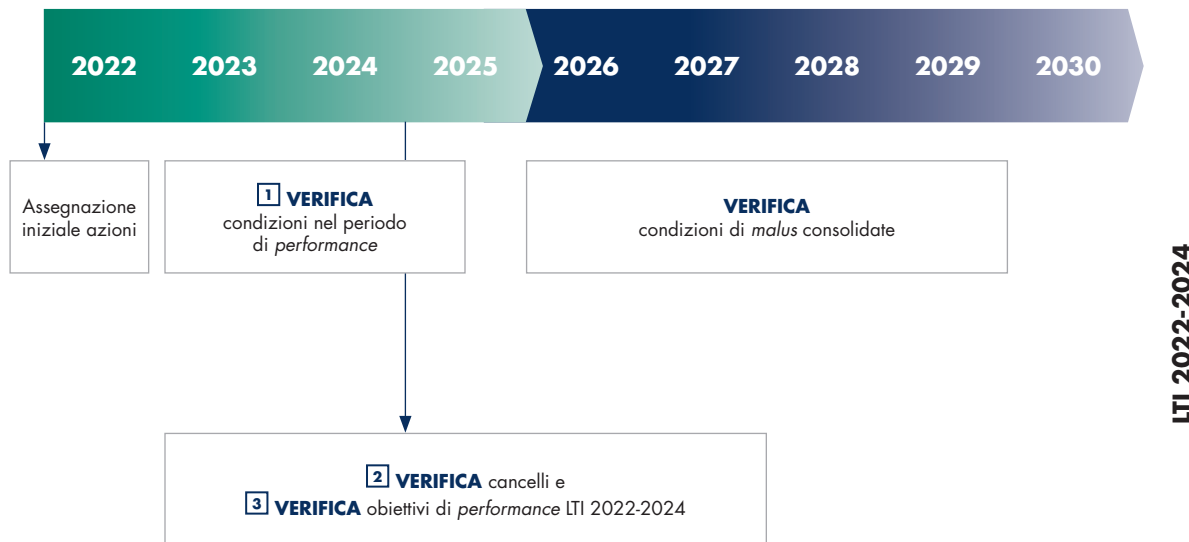 2022 2023 2024 2025 2026 2027 2028 2029 2030
Assegnazione
iniziale azioni
1 VERIFICA
condizioni nel periodo
di performance
VERIFICA
condizioni di malus consolidate
LTI 2022-2024
2 VERIFICA cancelli e
3 VERIFICA obiettivi di performance LTI 2022-2024